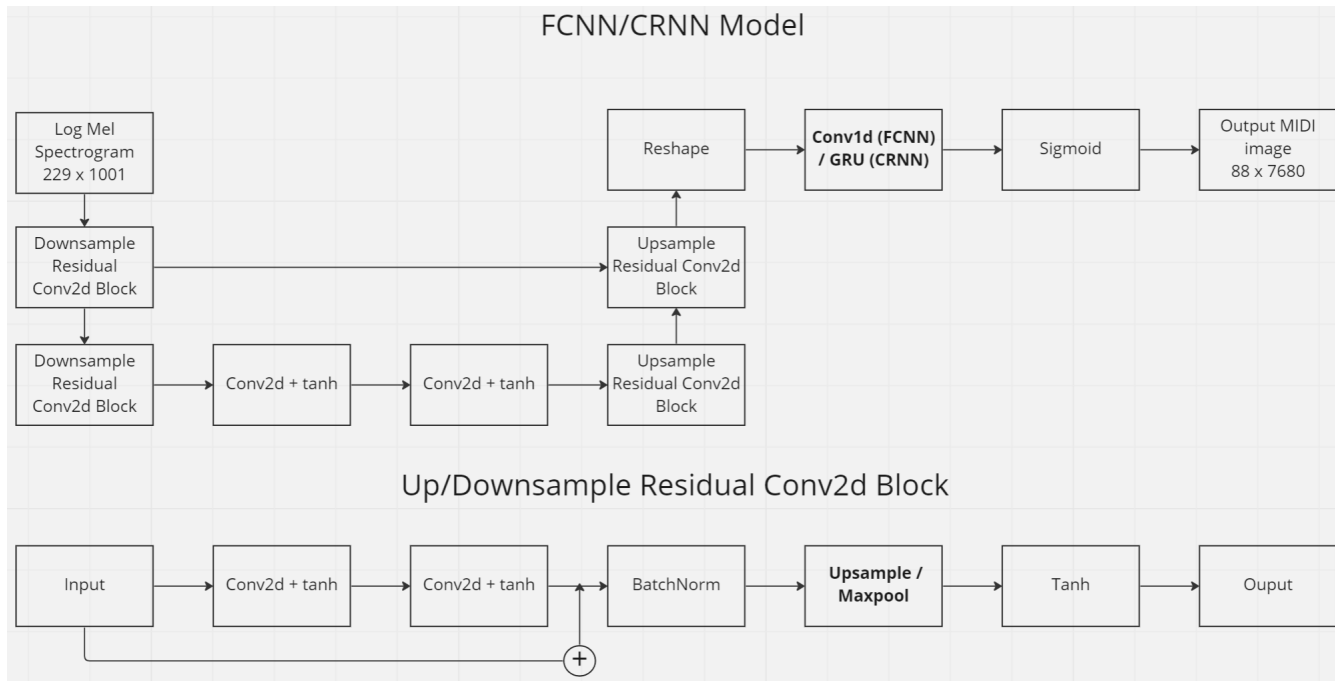 FCNN/CRNN Model
Log Mel
Spectrogram
229 x 1001
Reshape
Conv1d (FCNN)
/ GRU (CRNN)
Sigmoid
Output MIDI
image
88 x 7680
Downsample
Residual
Conv2d Block
Upsample
Residual Conv2d
Block
Downsample
Residual
Conv2d Block
Conv2d + tanh
Conv2d + tanh
Upsample
Residual Conv2d
Block
Up/Downsample Residual Conv2d Block
Input
Conv2d + tanh
Conv2d + tanh
BatchNorm
Upsample /
Maxpool
Tanh
Ouput
+